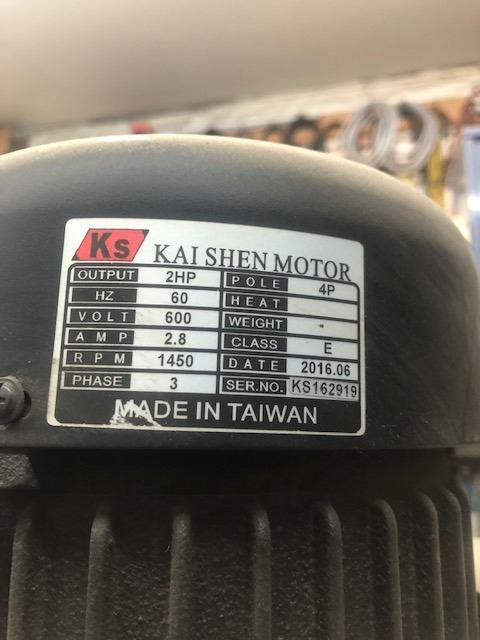 Ks KAI SHEN MOTOR
OUTPUT 2HP POLE 4P
HZ 60 HEAT
VOLT 600 WEIGHT
AMP 2.8 CLASS E
RPM 1450 DATE 2016.06
PHASE 3 SER.NO. KS162919
MADE IN TAIWAN